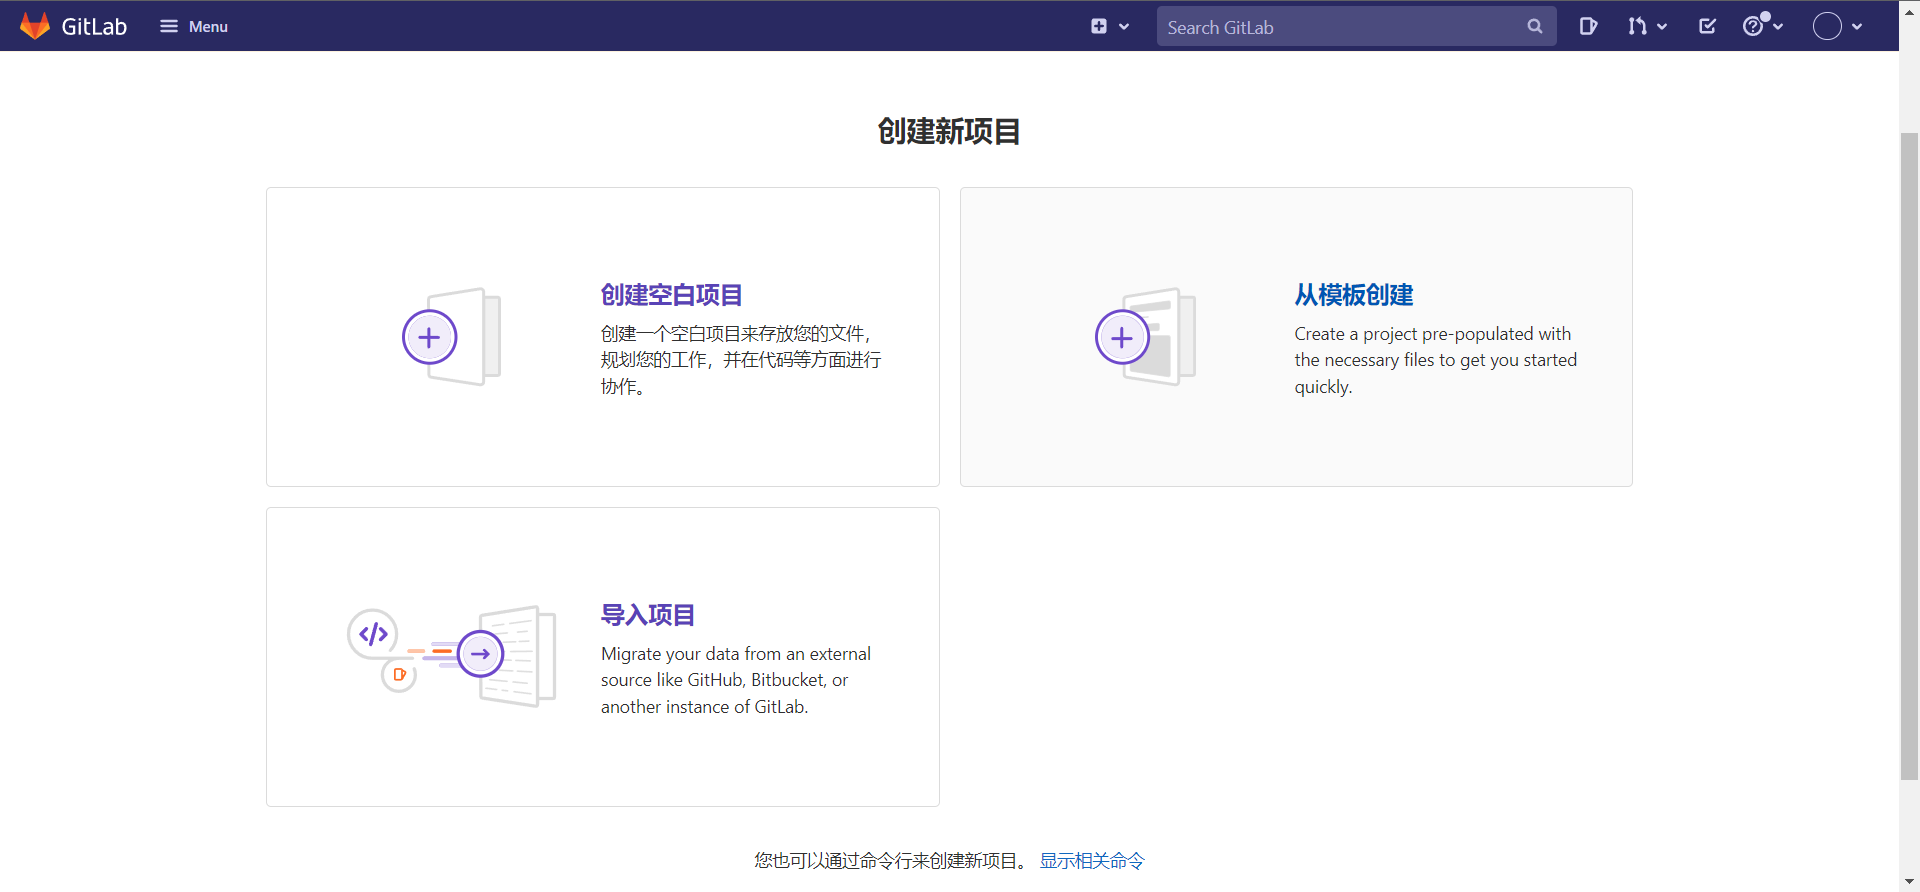 GitLab
Menu
Search GitLab
创建新项目
创建空白项目
创建一个空白项目来存放您的文件，
规划您的工作，并在代码等方面进行
协作。
从模板创建
Create a project pre-populated with
the necessary files to get you started
quickly.
导入项目
Migrate your data from an external
source like GitHub, Bitbucket, or
another instance of GitLab.
您也可以通过命令行来创建新项目。 显示相关命令